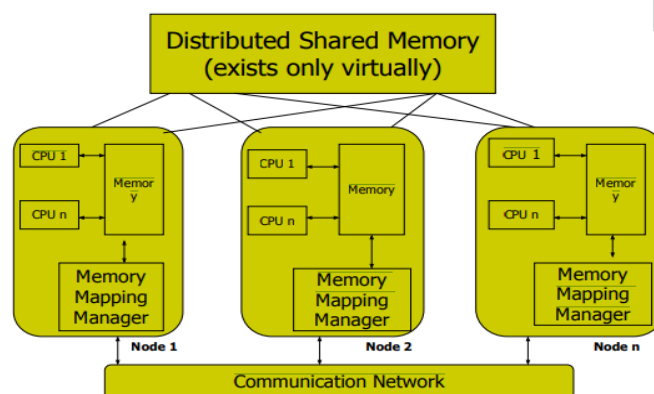 Distributed Shared Memory
(exists only virtually)
CPU 1
CPU n
Memor
y
Memory
Mapping
Manager
Node 1
CPU 1
CPU n
Memory
Memory
Mapping
Manager
Node 2
CPU 1
CPU n
Memor
y
Memory
Mapping
Manager
Node n
Communication Network